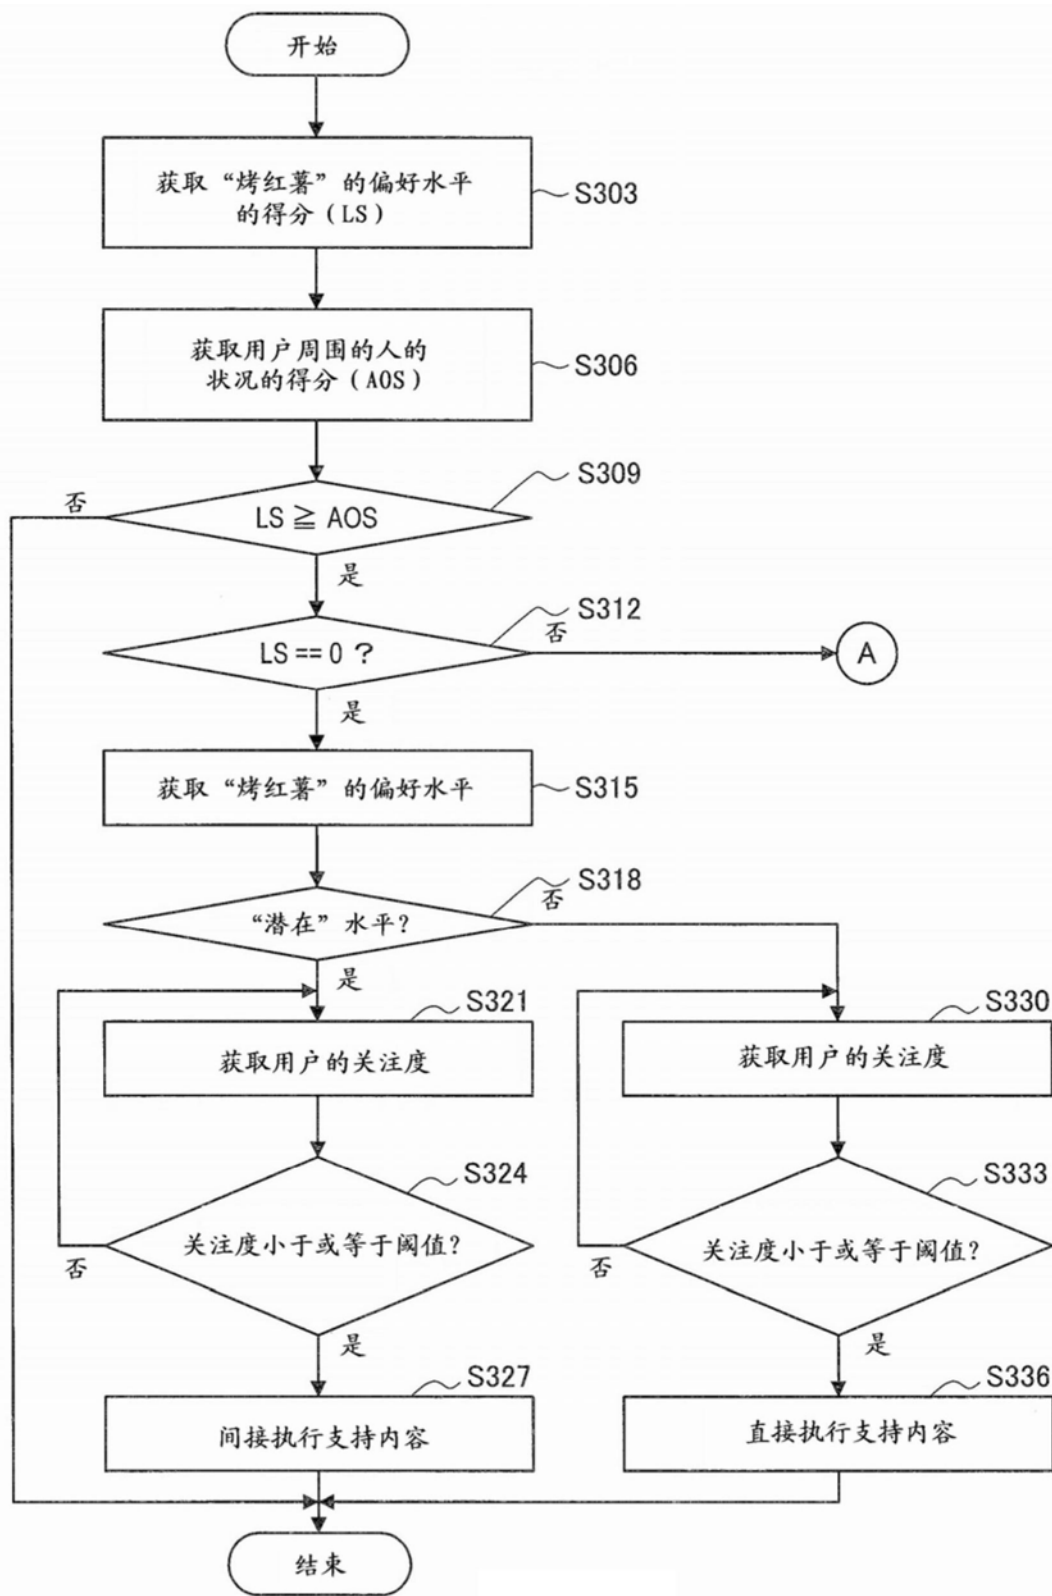 开始
获取“烤红薯”的偏好水平
的得分(LS)
S303
获取用户周围的人的
状况的得分(AOS)
S306
S309
否
LS ≧ AOS
是
S312
否
LS == 0 ?
A
是
获取“烤红薯”的偏好水平
S315
S318
否
“潜在”水平?
是
S321
S330
获取用户的关注度
获取用户的关注度
S324
S333
关注度小于或等于阈值?
关注度小于或等于阈值?
否
否
是
是
S327
S336
间接执行支持内容
直接执行支持内容
结束